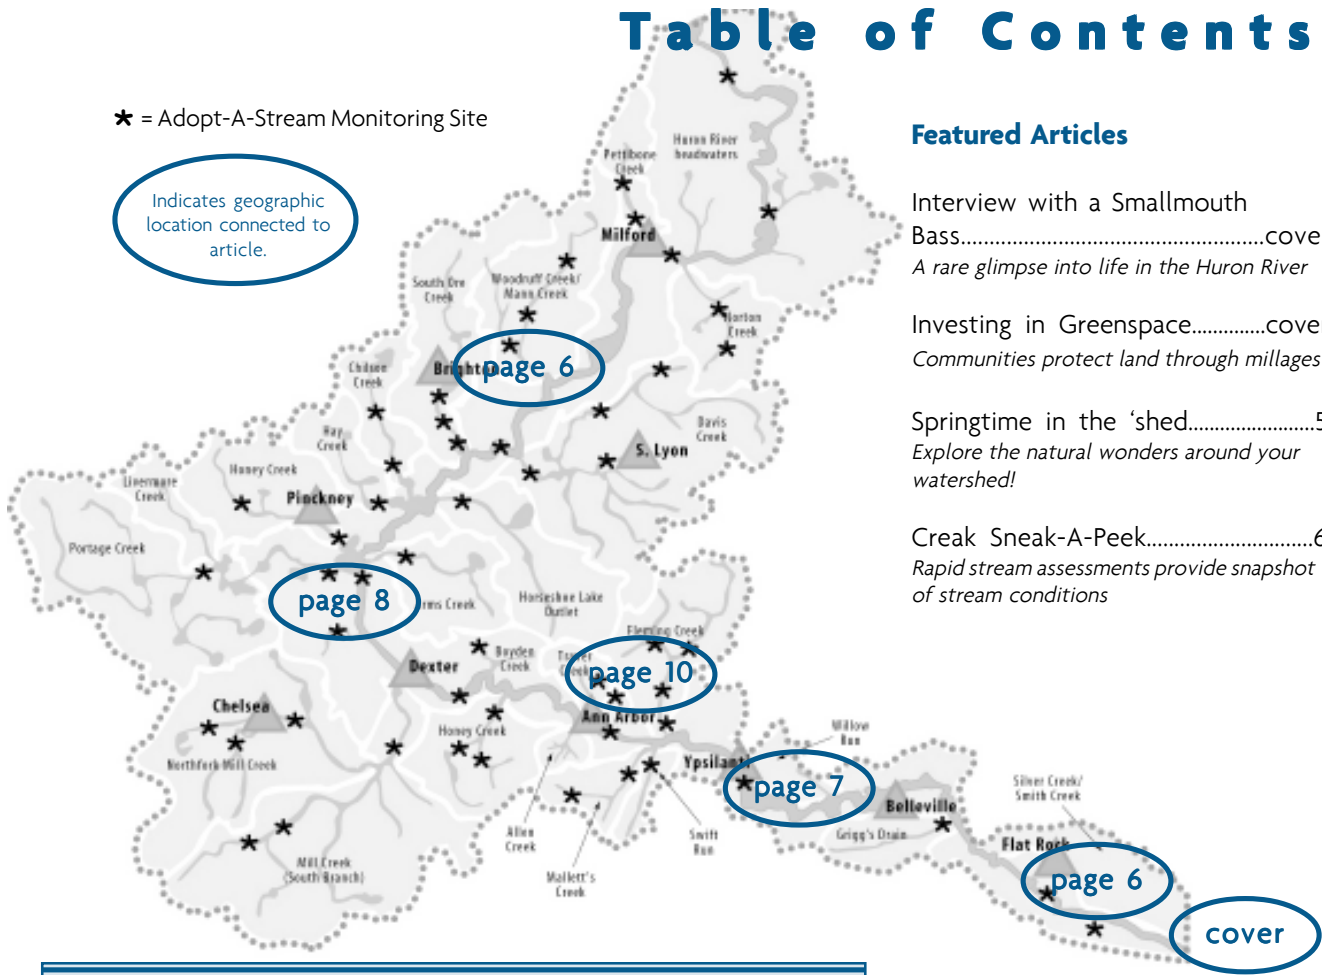 Table of Contents
★ = Adopt-A-Stream Monitoring Site
Indicates geographic
location connected to
article.
Featured Articles
Interview with a Smallmouth
Bass......................................................cove
A rare glimpse into life in the Huron River
Investing in Greenspace.............cover
Communities protect land through millages
Springtime in the ‘shed.......................5
Explore the natural wonders around your
watershed!
Creak Sneak-A-Peek..............................6
Rapid stream assessments provide snapshot
of stream conditions
Huron River
headwaters
Pettibone
Creek
Milford
South Ore
Creek
Woodruff Creek/
Mann Creek
Norton
Creek
Brighton
page 6
Chilson
Creek
Davis
Creek
Hay
Creek
S. Lyon
Honey Creek
Livermore
Creek
Pinckney
Portage Creek
page 8
Arms Creek
Horseshoe Lake
Outlet
Fleming Creek
Boyden
Creek
Traver
Creek
Dexter
page 10
Chelsea
Ann Arbor
Honey Creek
Northfork Mill Creek
Willow
Run
Ypsilanti
page 7
Silver Creek/
Smith Creek
Belleville
Grigg's Drain
Allen
Creek
Swift
Run
Flat Rock
Mill Creek
(South Branch)
Mallett's
Creek
page 6
cover